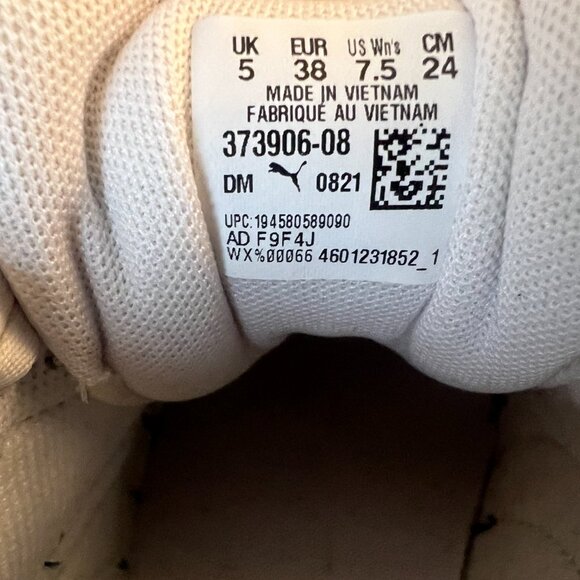 UK EUR US Wn's CM
5 38 7.5 24
MADE IN VIETNAM
FABRIQUÉ AU VIETNAM
373906-08
DM 0821
UPC:194580589090
AD F9F4J
WX%00066 4601231852_1